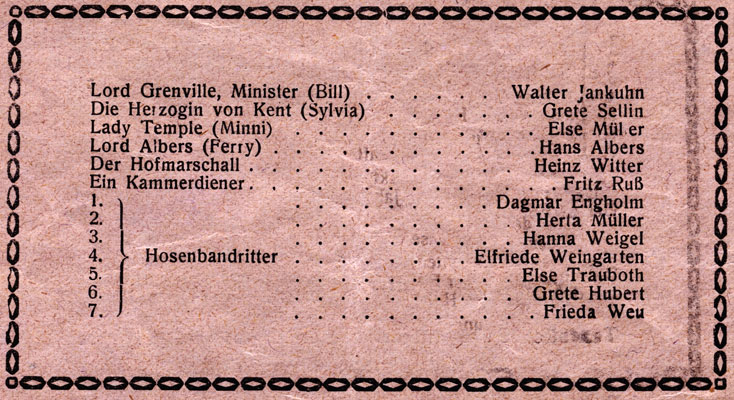 Lord Grenville, Minister (Bill) . . . . . . . Walter Jankuhn
Die Herzogin von Kent (Sylvia) . . . . . . . Grete Sellin
Lady Temple (Minni) . . . . . . . . . . . Else Müller
Lord Albers (Ferry) . . . . . . . . . . . . Hans Albers
Der Hofmarschall . . . . . . . . . . . . Heinz Witter
Ein Kammerdiener . . . . . . . . . . . . . Fritz Ruß
1. . . . . . . . . . Dagmar Engholm
2. . . . . . . . . . . Herta Müller
3. . . . . . . . . . . Hanna Weigel
4. Hosenbandritter . . . . . . . . Elfriede Weingarten
5. . . . . . . . . . . Else Trauboth
6. . . . . . . . . . . Grete Hubert
7. . . . . . . . . . . . Frieda Weu